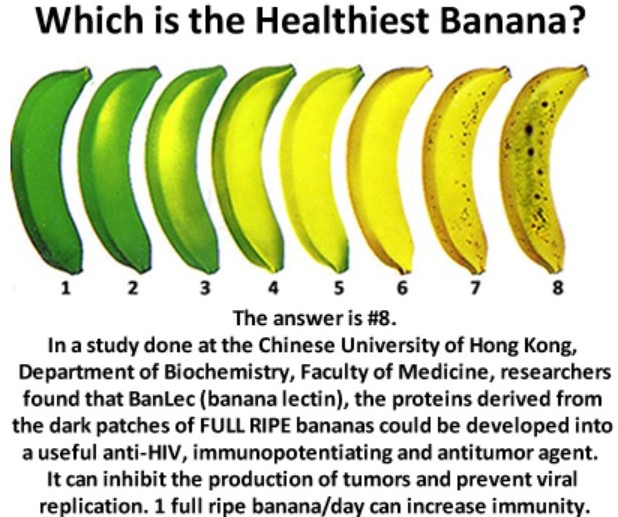 Which is the Healthiest Banana?
1 2 3 4 5 6 7 8
The answer is #8.
In a study done at the Chinese University of Hong Kong,
Department of Biochemistry, Faculty of Medicine, researchers
found that BanLec (banana lectin), the proteins derived from
the dark patches of FULL RIPE bananas could be developed into
a useful anti-HIV, immunopotentiating and antitumor agent.
It can inhibit the production of tumors and prevent viral
replication. 1 full ripe banana/day can increase immunity.